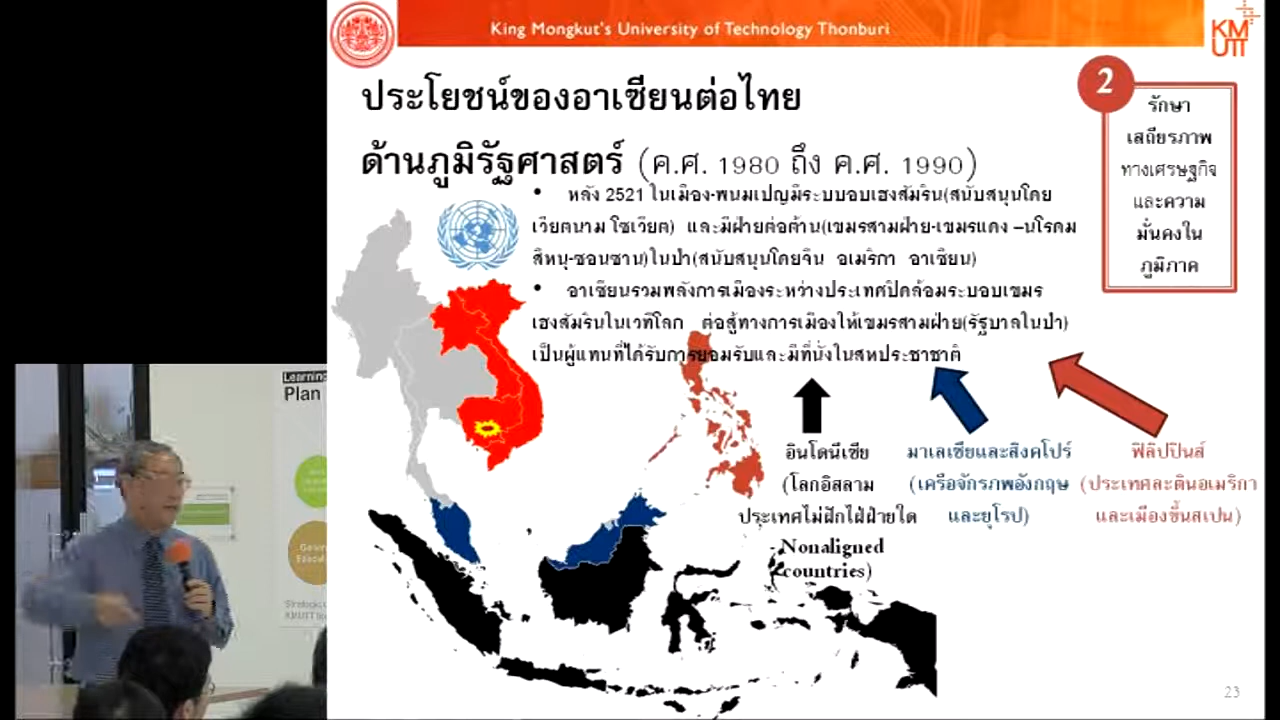 King Mongkut's University of Technology Thonburi
KM
UTT
ประโยชน์ของอาเซียนต่อไทย
ด้านภูมิรัฐศาสตร์ (ค.ศ. 1980 ถึง ค.ศ. 1990)
2
รักษา
เสถียรภาพ
ทางเศรษฐกิจ
และความ
มั่นคงใน
ภูมิภาค
• หลัง 2521 ในเมือง-พนมเปญมีระบบอบเฮงสัมริน(สนับสนุนโดย
เวียตนาม โซเวียต) และมีฝ่ายต่อต้าน(เขมรสามฝ่าย-เขมรแดง –นโรดม
สีหนุ-ซอนซาน)ในป่า(สนับสนุนโดยจีน อเมริกา อาเซียน)
• อาเซียนรวมพลังการเมืองระหว่างประเทศปิดล้อมระบอบเขมร
เฮงสัมรินในเวทีโลก ต่อสู้ทางการเมืองให้เขมรสามฝ่าย(รัฐบาลในป่า)
เป็นผู้แทนที่ได้รับการยอมรับและมีที่นั่งในสหประชาชาติ
อินโดนีเซีย
(โลกอิสลาม
ประเทศไม่ฝักใฝ่ฝ่ายใด
Nonaligned
countries)
มาเลเซียและสิงคโปร์
(เครือจักรภพอังกฤษ
และยุโรป)
ฟิลิปปินส์
(ประเทศละตินอเมริกา
และเมืองขึ้นสเปน)
Learning
Plan
23